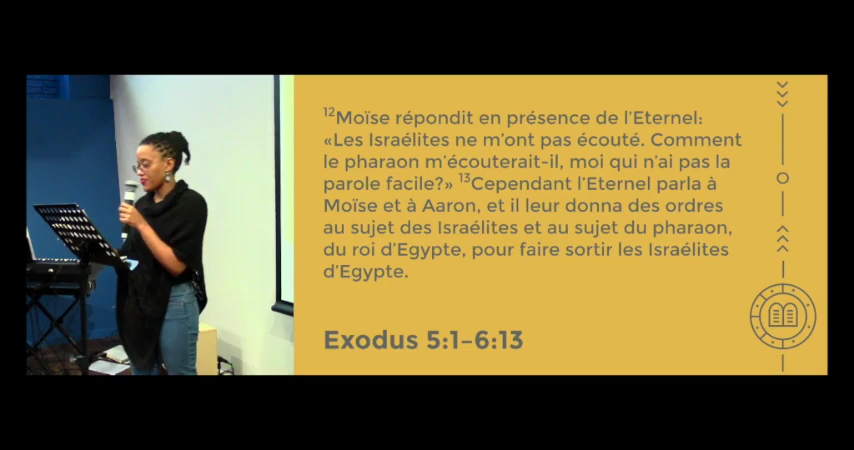 ¹²Moïse répondit en présence de l'Eternel:
«Les Israélites ne m'ont pas écouté. Comment
le pharaon m'écouterait-il, moi qui n'ai pas la
parole facile?» ¹³Cependant l'Eternel parla à
Moïse et à Aaron, et il leur donna des ordres
au sujet des Israélites et au sujet du pharaon,
du roi d'Egypte, pour faire sortir les Israélites
d'Egypte.
Exodus 5:1–6:13